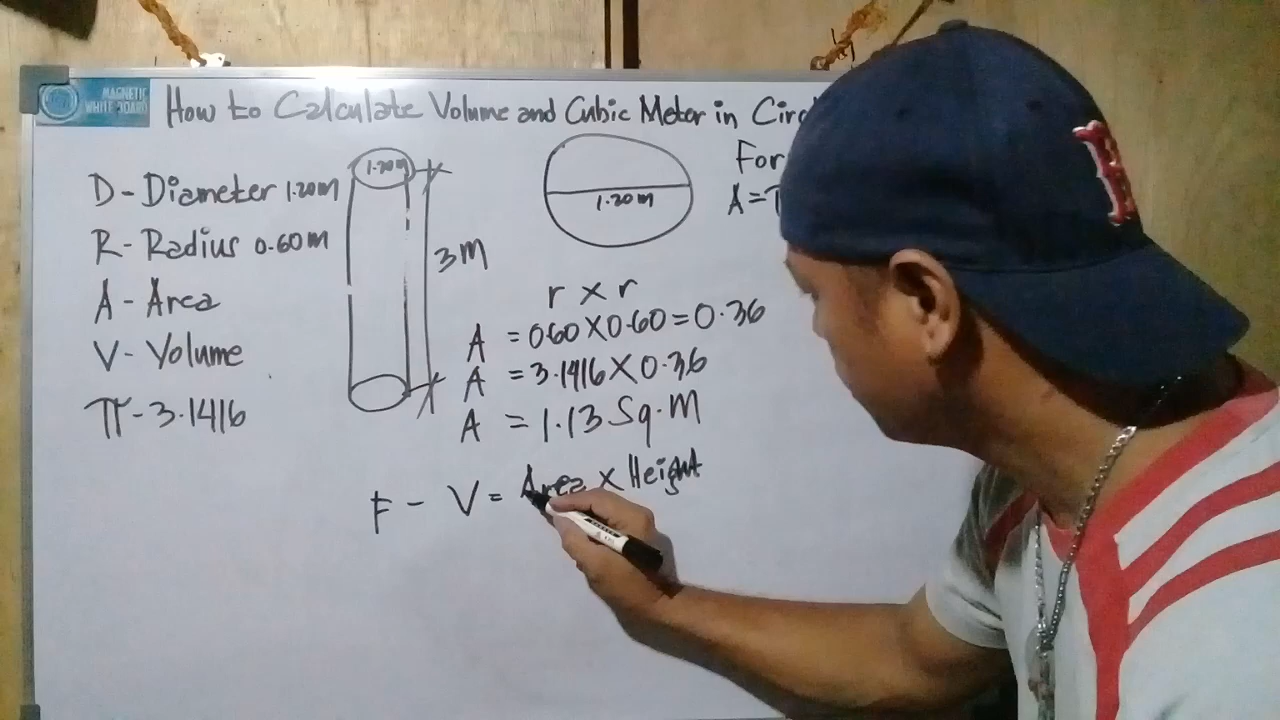 MAGNETIC
WHITE BOARD
How to Calculate Volume and Cubic Meter in
For
A=
D - Diameter 1.20m
R - Radius 0.60m
A - Area
V - Volume
π - 3.1416
1.20m
3m
1.20m
r x r
A = 0.60 x 0.60 = 0.36
A = 3.1416 x 0.36
A = 1.13 Sq.m
F - V = Area x Height
B